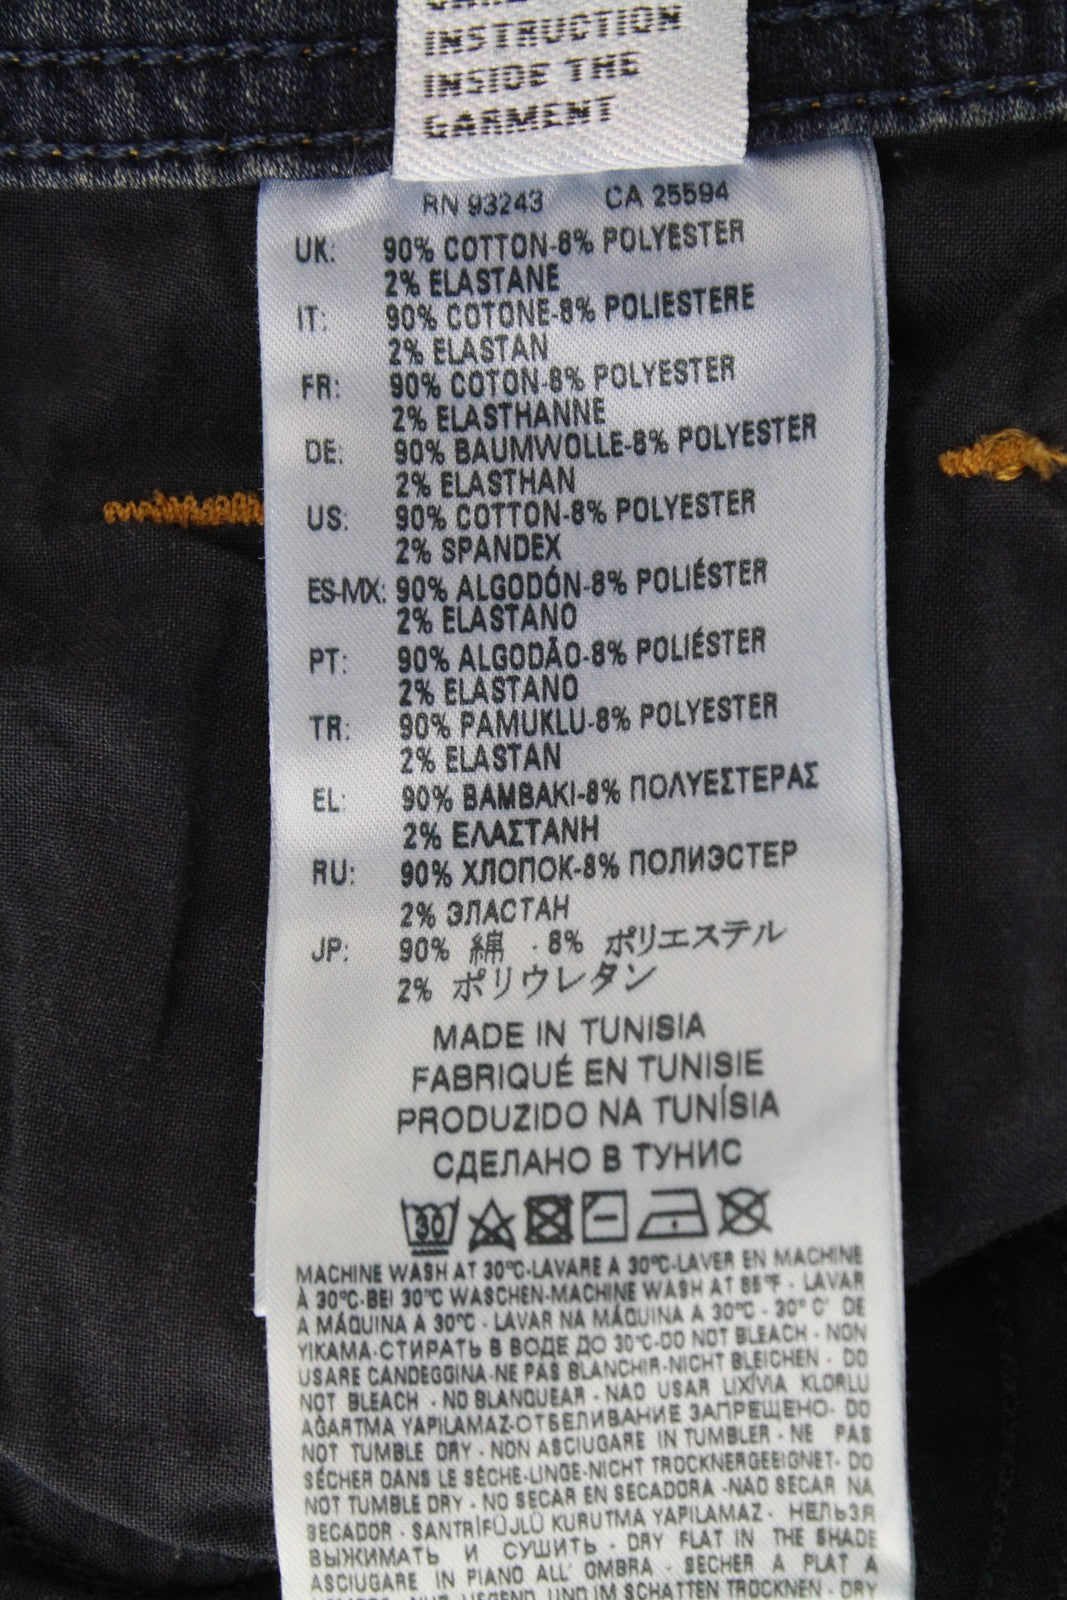 INSTRUCTION
INSIDE THE
GARMENT
RN 93243 CA 25594
UK: 90% COTTON-8% POLYESTER
2% ELASTANE
IT: 90% COTONE-8% POLIESTERE
2% ELASTAN
FR: 90% COTON-8% POLYESTER
2% ELASTHANNE
DE: 90% BAUMWOLLE-8% POLYESTER
2% ELASTHAN
US: 90% COTTON-8% POLYESTER
2% SPANDEX
ES-MX: 90% ALGODÓN-8% POLIÉSTER
2% ELASTANO
PT: 90% ALGODÃO-8% POLIÉSTER
2% ELASTANO
TR: 90% PAMUKLU-8% POLYESTER
2% ELASTAN
EL: 90% ΒΑΜΒΑΚΙ-8% ΠΟΛΥΕΣΤΕΡΑΣ
2% ΕΛΑΣΤΑΝΗ
RU: 90% ХЛОПОК-8% ПОЛИЭСТЕР
2% ЭЛАСТАН
JP: 90% 綿 - 8% ポリエステル
2% ポリウレタン
MADE IN TUNISIA
FABRIQUÉ EN TUNISIE
PRODUZIDO NA TUNÍSIA
СДЕЛАНО В ТУНИС
30
MACHINE WASH AT 30°C-LAVARE A 30°C-LAVER EN MACHINE
À 30°C-BEI 30°C WASCHEN-MACHINE WASH AT 85°F - LAVAR
A MÁQUINA A 30°C - LAVAR NA MÁQUINA A 30°C - 30° C' DE
YIKAMA-СТИРАТЬ В ВОДЕ ДО 30°C-DO NOT BLEACH - NON
USARE CANDEGGINA-NE PAS BLANCHIR-NICHT BLEICHEN - DO
NOT BLEACH - NO BLANQUEAR - NAO USAR LIXÍVIA KLORLU
AĞARTMA YAPILAMAZ-ОТБЕЛИВАНИЕ ЗАПРЕЩЕНО- DO
NOT TUMBLE DRY - NON ASCIUGARE IN TUMBLER - NE PAS
SÉCHER DANS LE SÈCHE-LINGE-NICHT TROCKNERGEEIGNET- DO
NOT TUMBLE DRY - NO SECAR EN SECADORA -NAO SECAR NA
SECADOR - SANTRİFÜJLÜ KURUTMA YAPILAMAZ - НЕЛЬЗЯ
ВЫЖИМАТЬ И СУШИТЬ - DRY FLAT IN THE SHADE
ASCIUGARE IN PIANO ALL' OMBRA - SECHER A PLAT A
UND IM SCHATTEN TROCKNEN - DRY